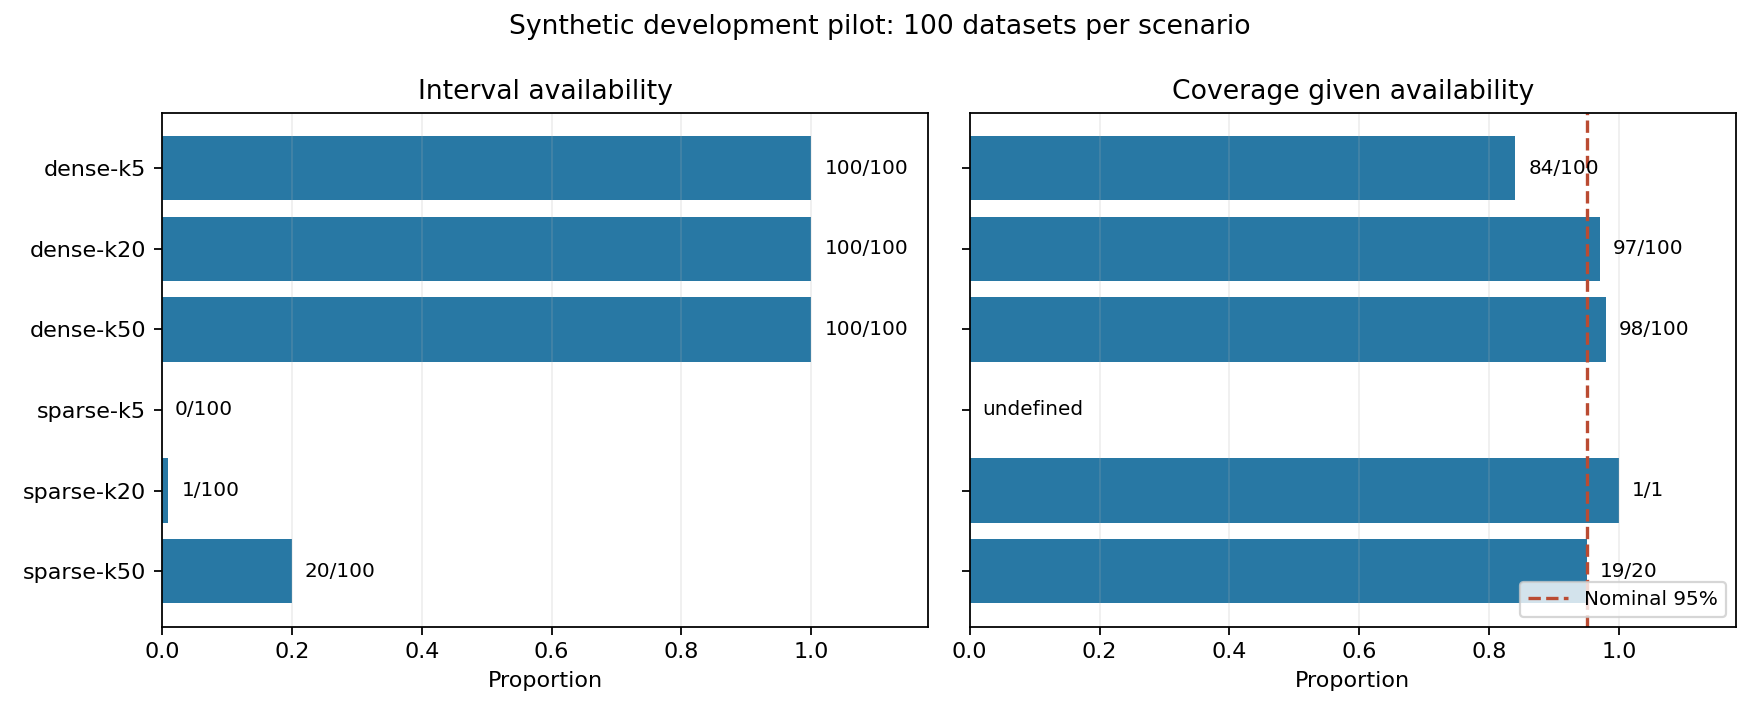 Synthetic development pilot: 100 datasets per scenario
Interval availability
dense-k5
100/100
dense-k20
100/100
dense-k50
100/100
sparse-k5
0/100
sparse-k20
1/100
sparse-k50
20/100
0.0 0.2 0.4 0.6 0.8 1.0
Proportion
Coverage given availability
84/100
97/100
98/100
undefined
1/1
19/20
Nominal 95%
0.0 0.2 0.4 0.6 0.8 1.0
Proportion